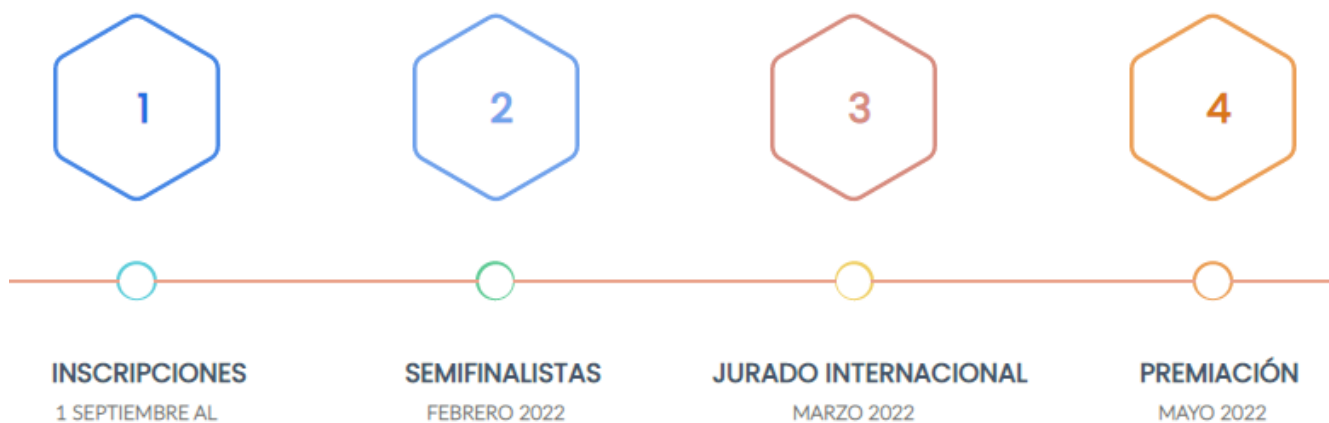 1
2
3
4
INSCRIPCIONES
SEMIFINALISTAS
JURADO INTERNACIONAL
PREMIACIÓN
1 SEPTIEMBRE AL
FEBRERO 2022
MARZO 2022
MAYO 2022